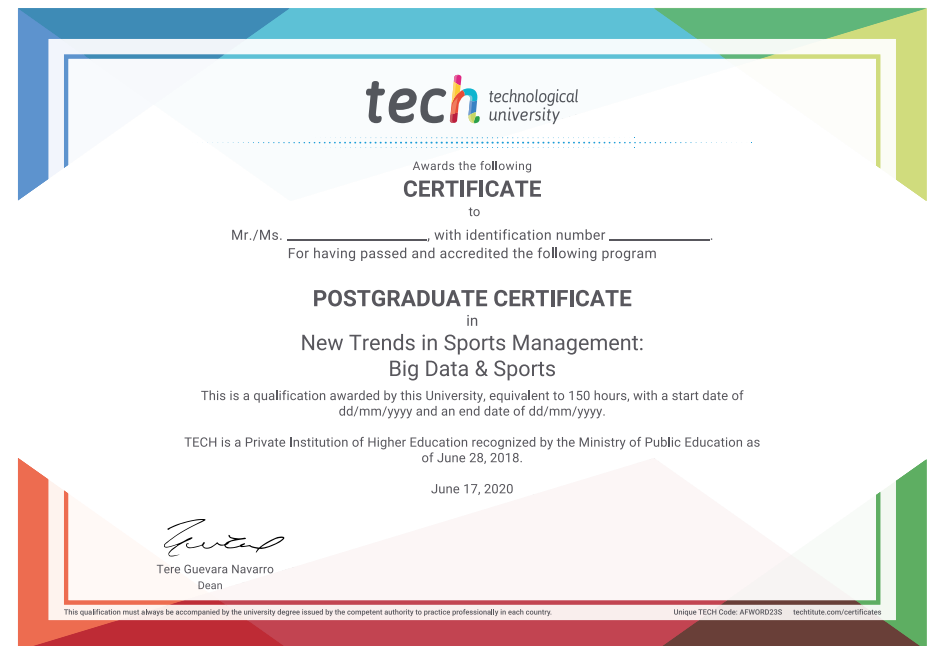 tech technological
university
Awards the following
CERTIFICATE
to
Mr./Ms. ____________________, with identification number ______________.
For having passed and accredited the following program
POSTGRADUATE CERTIFICATE
in
New Trends in Sports Management:
Big Data & Sports
This is a qualification awarded by this University, equivalent to 150 hours, with a start date of
dd/mm/yyyy and an end date of dd/mm/yyyy.
TECH is a Private Institution of Higher Education recognized by the Ministry of Public Education as
of June 28, 2018.
June 17, 2020
Tere Guevara Navarro
Dean
This qualification must always be accompanied by the university degree issued by the competent authority to practice professionally in each country. Unique TECH Code: AFWORD23S techtitute.com/certificates